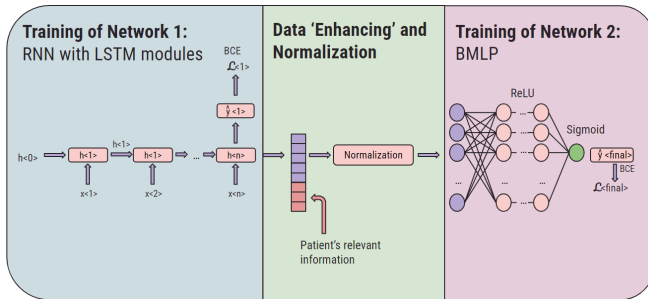 Training of Network 1:
RNN with LSTM modules
BCE
ℒ<1>
ŷ <1>
h<1>
h<0>
h<1>
h<1>
...
h<n>
x<1>
x<2>
x<n>
Data ‘Enhancing’ and
Normalization
Normalization
Patient’s relevant
information
Training of Network 2:
BMLP
ReLU
Sigmoid
...
...
...
...
...
...
ŷ <final>
BCE
ℒ<final>